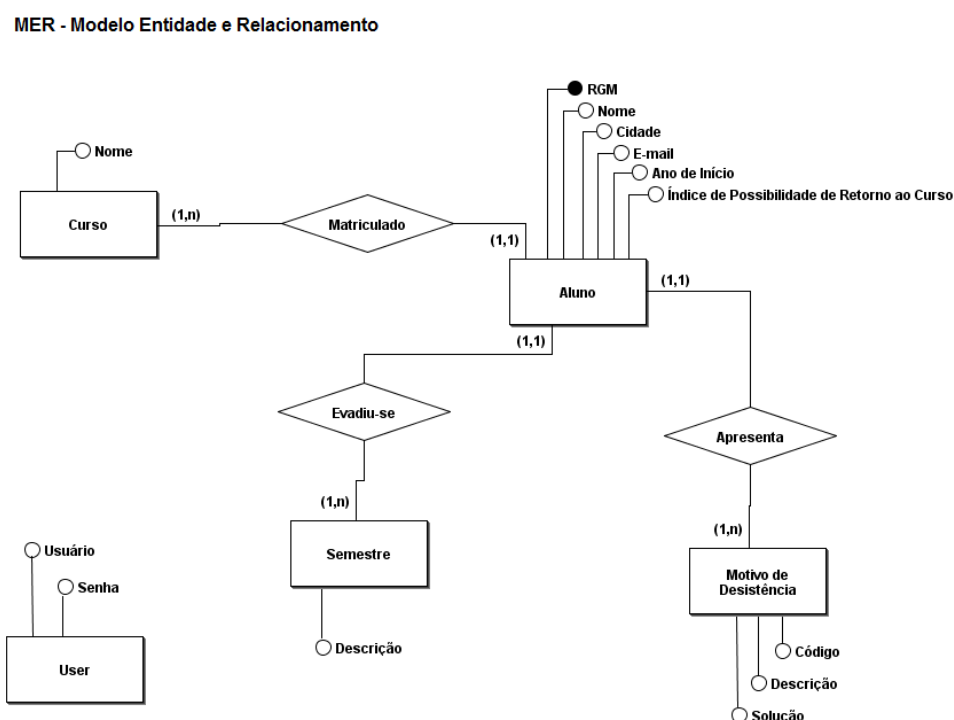 MER - Modelo Entidade e Relacionamento
RGM
Nome
Cidade
E-mail
Ano de Início
Índice de Possibilidade de Retorno ao Curso
Nome
Curso
(1,n)
Matriculado
(1,1)
Aluno
(1,1)
(1,1)
Evadiu-se
Apresenta
(1,n)
Semestre
Descrição
(1,n)
Motivo de
Desistência
Código
Descrição
Solução
Usuário
Senha
User